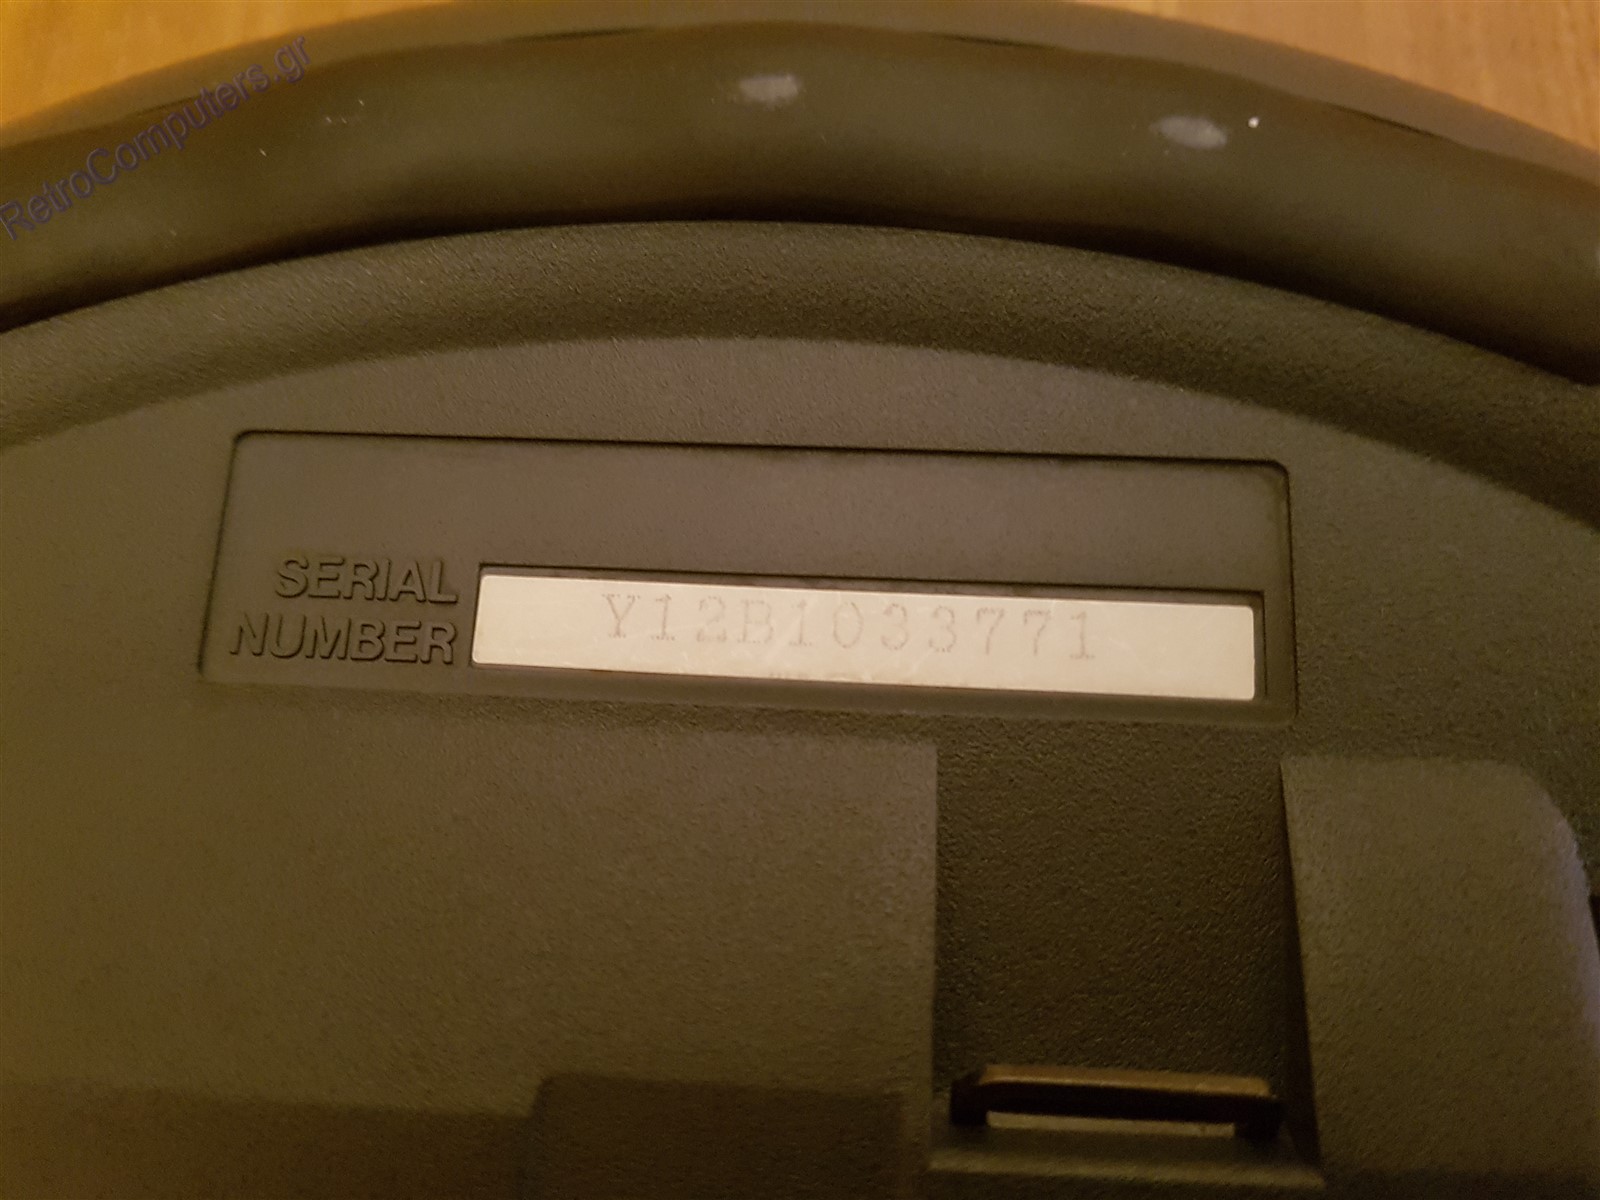 RetroComputers.gr
SERIAL
NUMBER
Y12B1033771